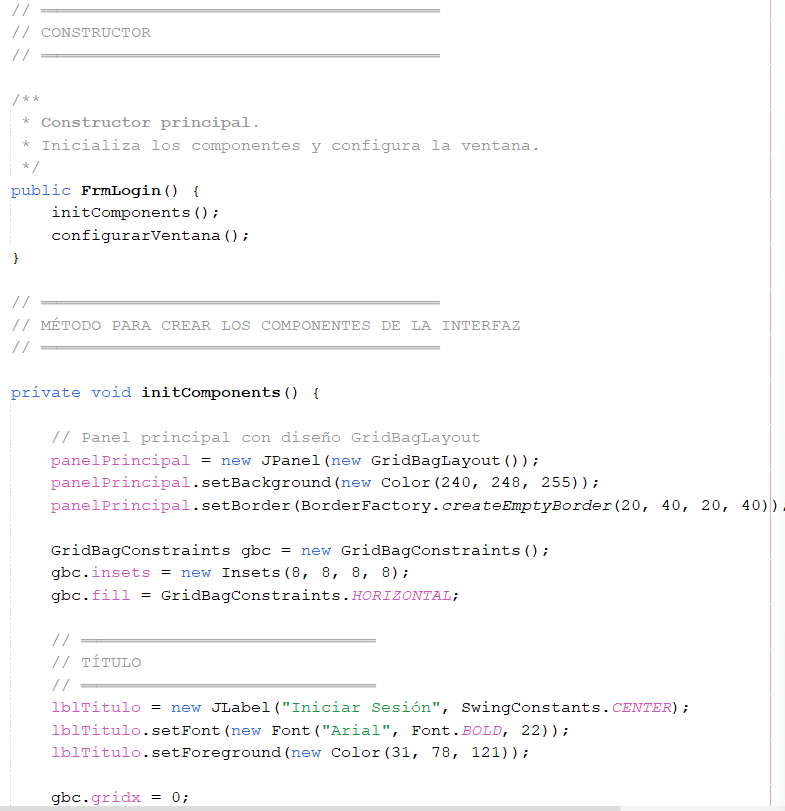 // ════════════════════════════════════════
// CONSTRUCTOR
// ════════════════════════════════════════
/**
 * Constructor principal.
 * Inicializa los componentes y configura la ventana.
 */
public FrmLogin() {
    initComponents();
    configurarVentana();
}
// ════════════════════════════════════════
// MÉTODO PARA CREAR LOS COMPONENTES DE LA INTERFAZ
// ════════════════════════════════════════
private void initComponents() {
    // Panel principal con diseño GridBagLayout
    panelPrincipal = new JPanel(new GridBagLayout());
    panelPrincipal.setBackground(new Color(240, 248, 255));
    panelPrincipal.setBorder(BorderFactory.createEmptyBorder(20, 40, 20, 40));
    GridBagConstraints gbc = new GridBagConstraints();
    gbc.insets = new Insets(8, 8, 8, 8);
    gbc.fill = GridBagConstraints.HORIZONTAL;
    // ══════════════════════════════
    // TÍTULO
    // ══════════════════════════════
    lblTitulo = new JLabel("Iniciar Sesión", SwingConstants.CENTER);
    lblTitulo.setFont(new Font("Arial", Font.BOLD, 22));
    lblTitulo.setForeground(new Color(31, 78, 121));
    gbc.gridx = 0;